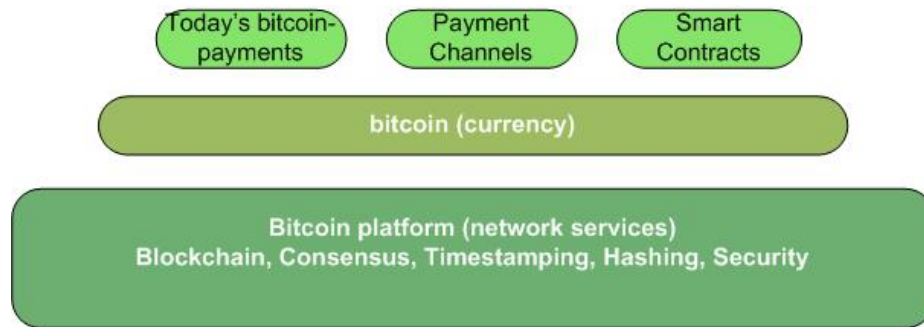 Today's bitcoin-
payments
Payment
Channels
Smart
Contracts
bitcoin (currency)
Bitcoin platform (network services)
Blockchain, Consensus, Timestamping, Hashing, Security